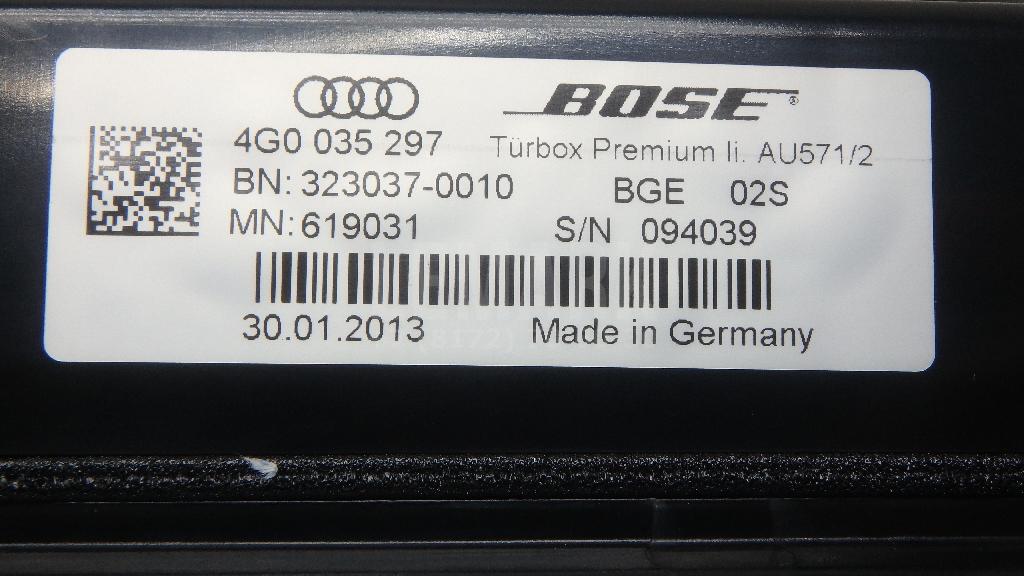 BOSE®
4G0 035 297 Türbox Premium li. AU571/2
BN: 323037-0010 BGE 02S
MN: 619031 S/N 094039
30.01.2013 Made in Germany
(8172)